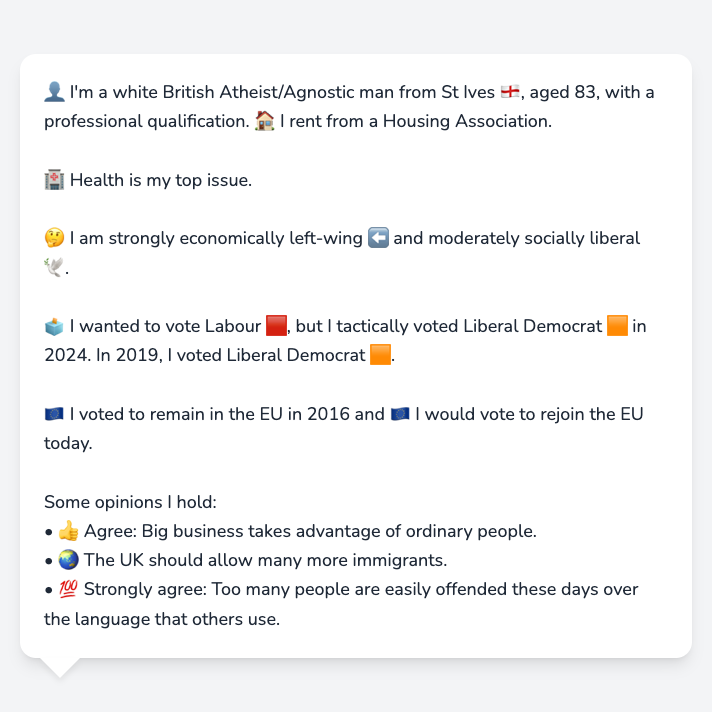 👤 I'm a white British Atheist/Agnostic man from St Ives 🏴󠁧󠁢󠁥󠁮󠁧󠁿, aged 83, with a
professional qualification. 🏠 I rent from a Housing Association.
🏥 Health is my top issue.
🤔 I am strongly economically left-wing ⬅️ and moderately socially liberal
🕊️.
🗳️ I wanted to vote Labour 🟥, but I tactically voted Liberal Democrat 🟧 in
2024. In 2019, I voted Liberal Democrat 🟧.
🇪🇺 I voted to remain in the EU in 2016 and 🇪🇺 I would vote to rejoin the EU
today.
Some opinions I hold:
• 👍 Agree: Big business takes advantage of ordinary people.
• 🌏 The UK should allow many more immigrants.
• 💯 Strongly agree: Too many people are easily offended these days over
the language that others use.